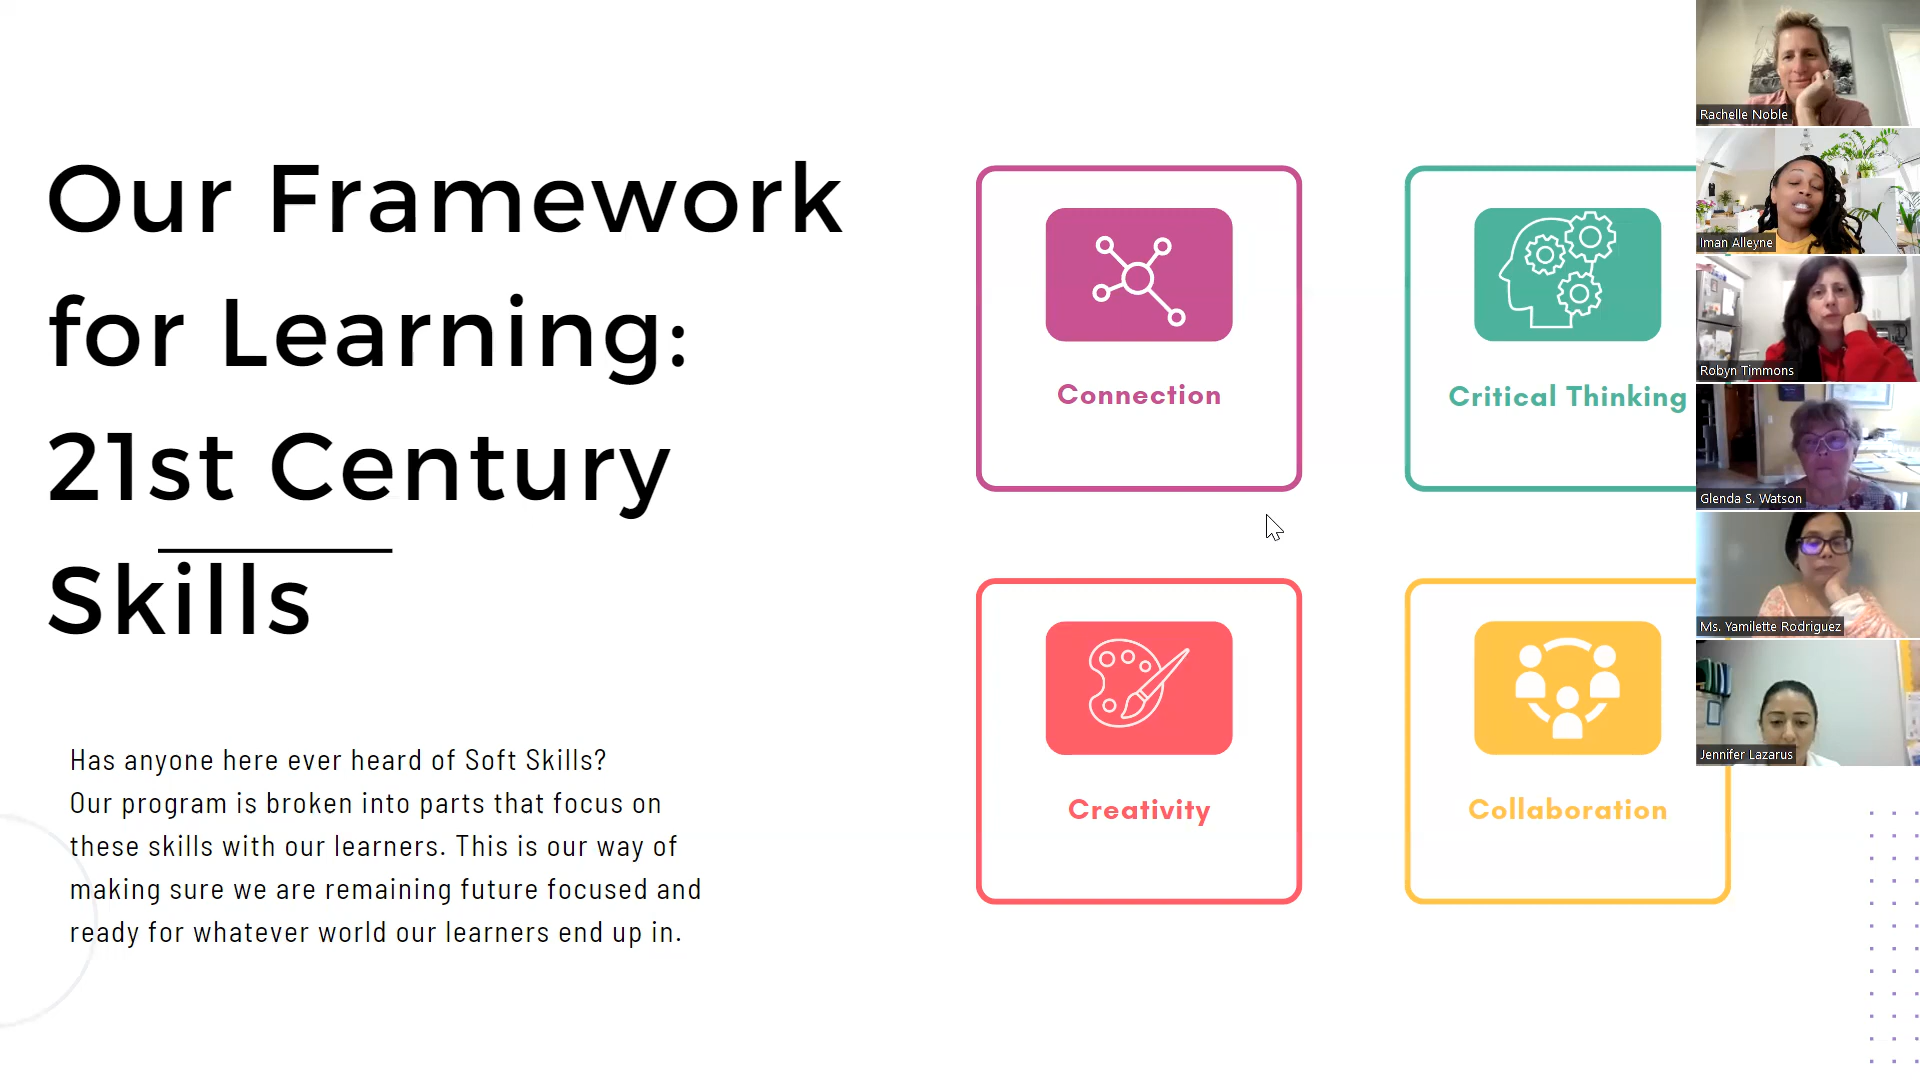 Our Framework
for Learning:
21st Century
Skills
Has anyone here ever heard of Soft Skills?
Our program is broken into parts that focus on
these skills with our learners. This is our way of
making sure we are remaining future focused and
ready for whatever world our learners end up in.
Connection
Critical Thinking
Creativity
Collaboration
Rachelle Noble
Iman Alleyne
Robyn Timmons
Glenda S. Watson
Ms. Yamilette Rodriguez
Jennifer Lazarus